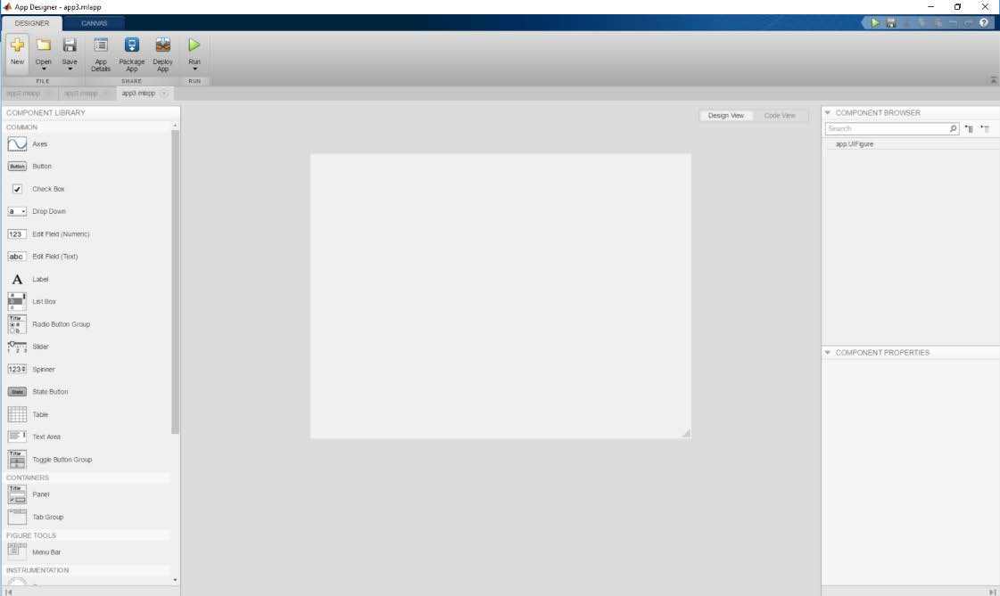 App Designer - app3.mlapp
DESIGNER CANVAS
New Open Save App Details Package App Deploy App Run
FILE SHARE RUN
app2.mlapp app3.mlapp app3.mlapp
COMPONENT LIBRARY
COMMON
Axes
Button Button
Check Box
a Drop Down
123 Edit Field (Numeric)
abc Edit Field (Text)
A Label
a b c List Box
Title a b Radio Button Group
1 2 3 Slider
123 Spinner
State State Button
Table
Text Area
Title Toggle Button Group
CONTAINERS
Title Panel
Tab Group
FIGURE TOOLS
Menu Bar
INSTRUMENTATION
Design View Code View
COMPONENT BROWSER
Search
app.UIFigure
COMPONENT PROPERTIES